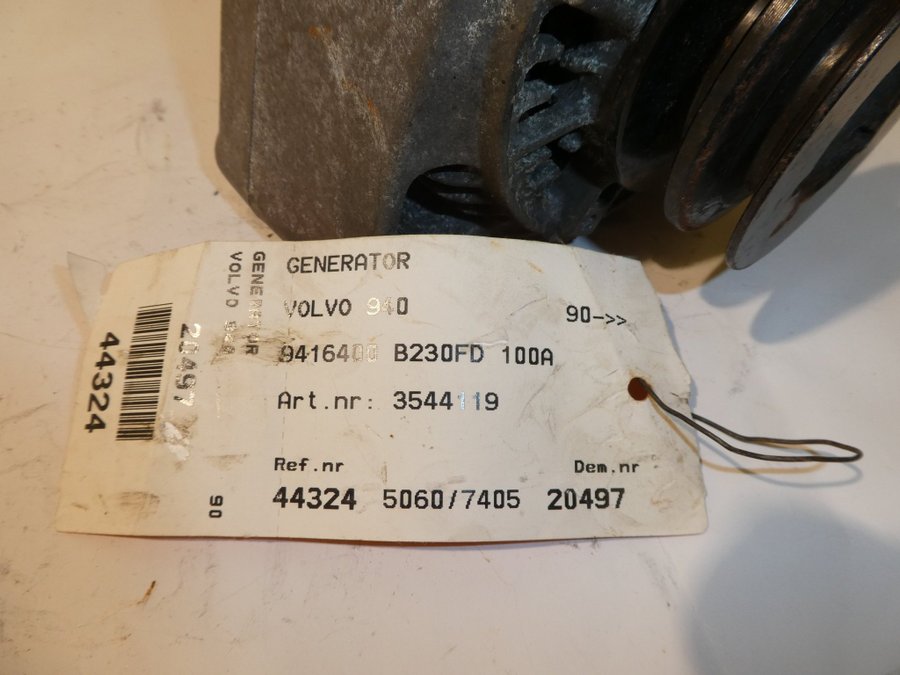 GENERATOR
VOLVO 940 90->>
9416400 B230FD 100A
Art.nr: 3544119
Ref.nr Dem.nr
44324 5060/7405 20497
GENERATOR
VOLVO 940
20497
44324
90